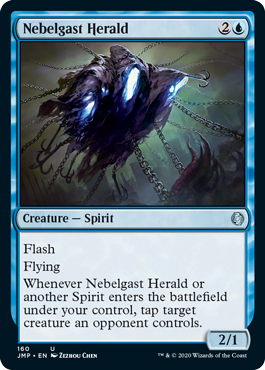 Nebelgast Herald 2
Creature — Spirit
Flash
Flying
Whenever Nebelgast Herald or
another Spirit enters the battlefield
under your control, tap target
creature an opponent controls.
2/1
160 U
JMP • EN ZEZHOU CHEN
™ & © 2020 Wizards of the Coast